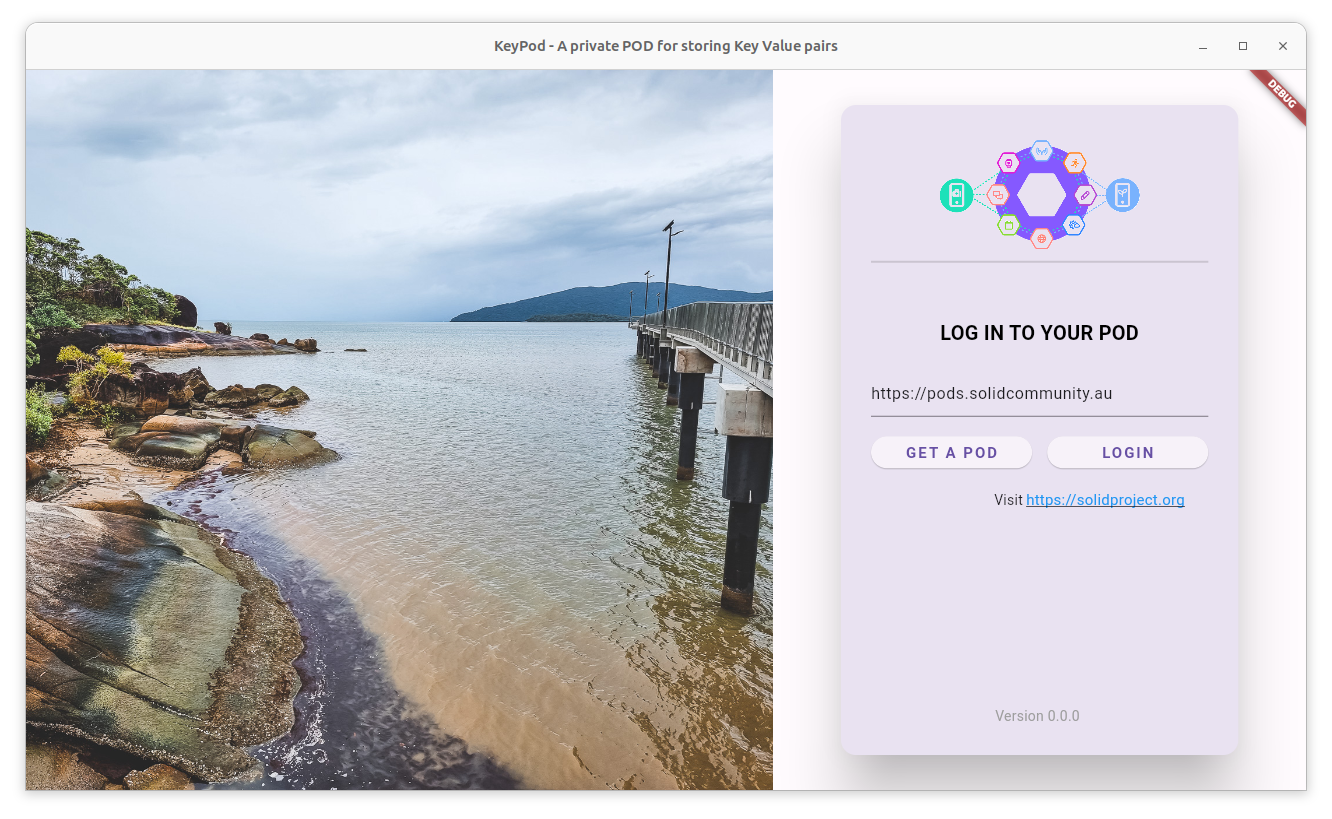 KeyPod - A private POD for storing Key Value pairs
DEBUG
LOG IN TO YOUR POD
https://pods.solidcommunity.au
GET A POD
LOGIN
Visit https://solidproject.org
Version 0.0.0